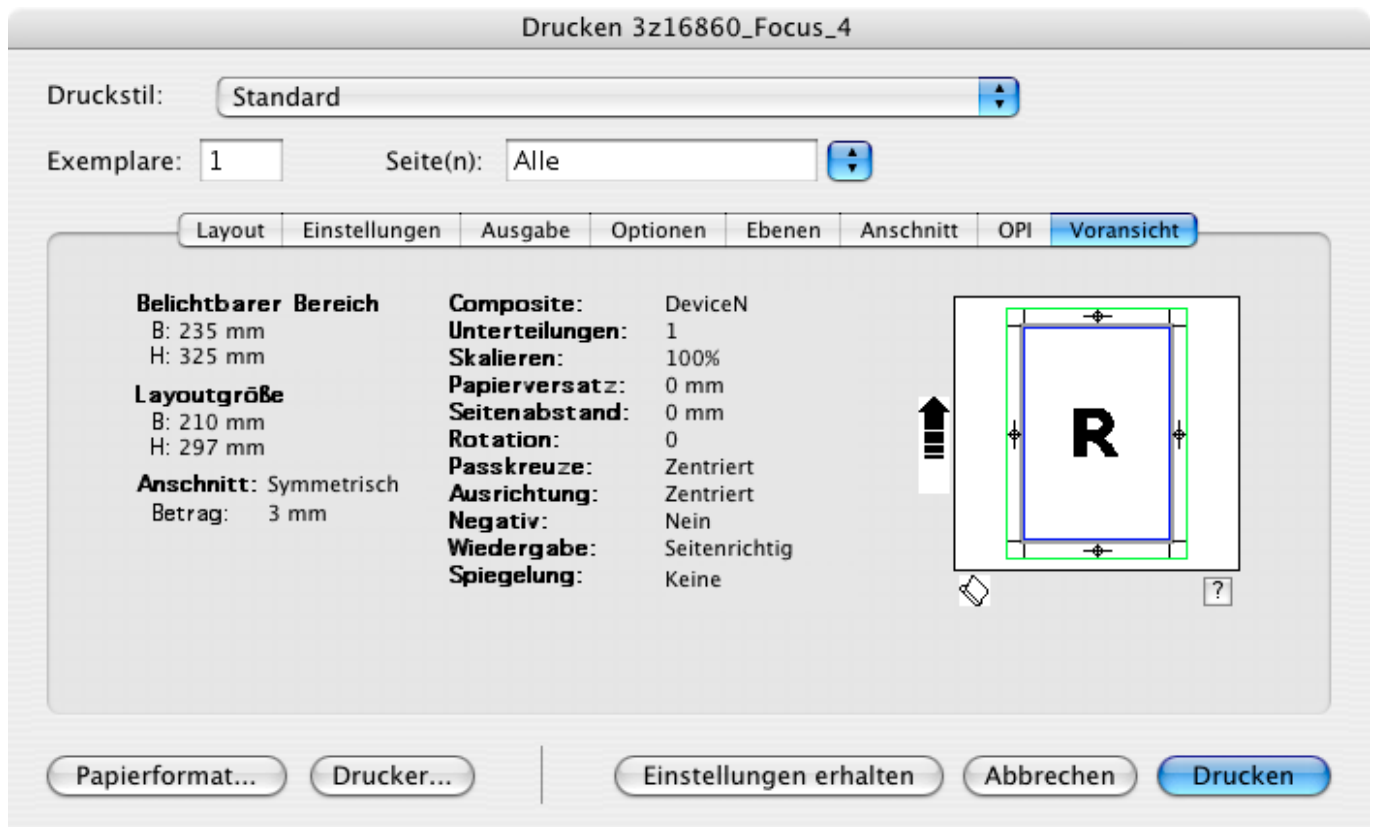 Drucken 3z16860_Focus_4
Druckstil: Standard
Exemplare: 1 Seite(n): Alle
Layout Einstellungen Ausgabe Optionen Ebenen Anschnitt OPI Voransicht
Belichtbarer Bereich
B: 235 mm
H: 325 mm
Layoutgröße
B: 210 mm
H: 297 mm
Anschnitt: Symmetrisch
Betrag: 3 mm
Composite: DeviceN
Unterteilungen: 1
Skalieren: 100%
Papierversatz: 0 mm
Seitenabstand: 0 mm
Rotation: 0
Passkreuze: Zentriert
Ausrichtung: Zentriert
Negativ: Nein
Wiedergabe: Seitenrichtig
Spiegelung: Keine
R
?
Papierformat... Drucker... Einstellungen erhalten Abbrechen Drucken